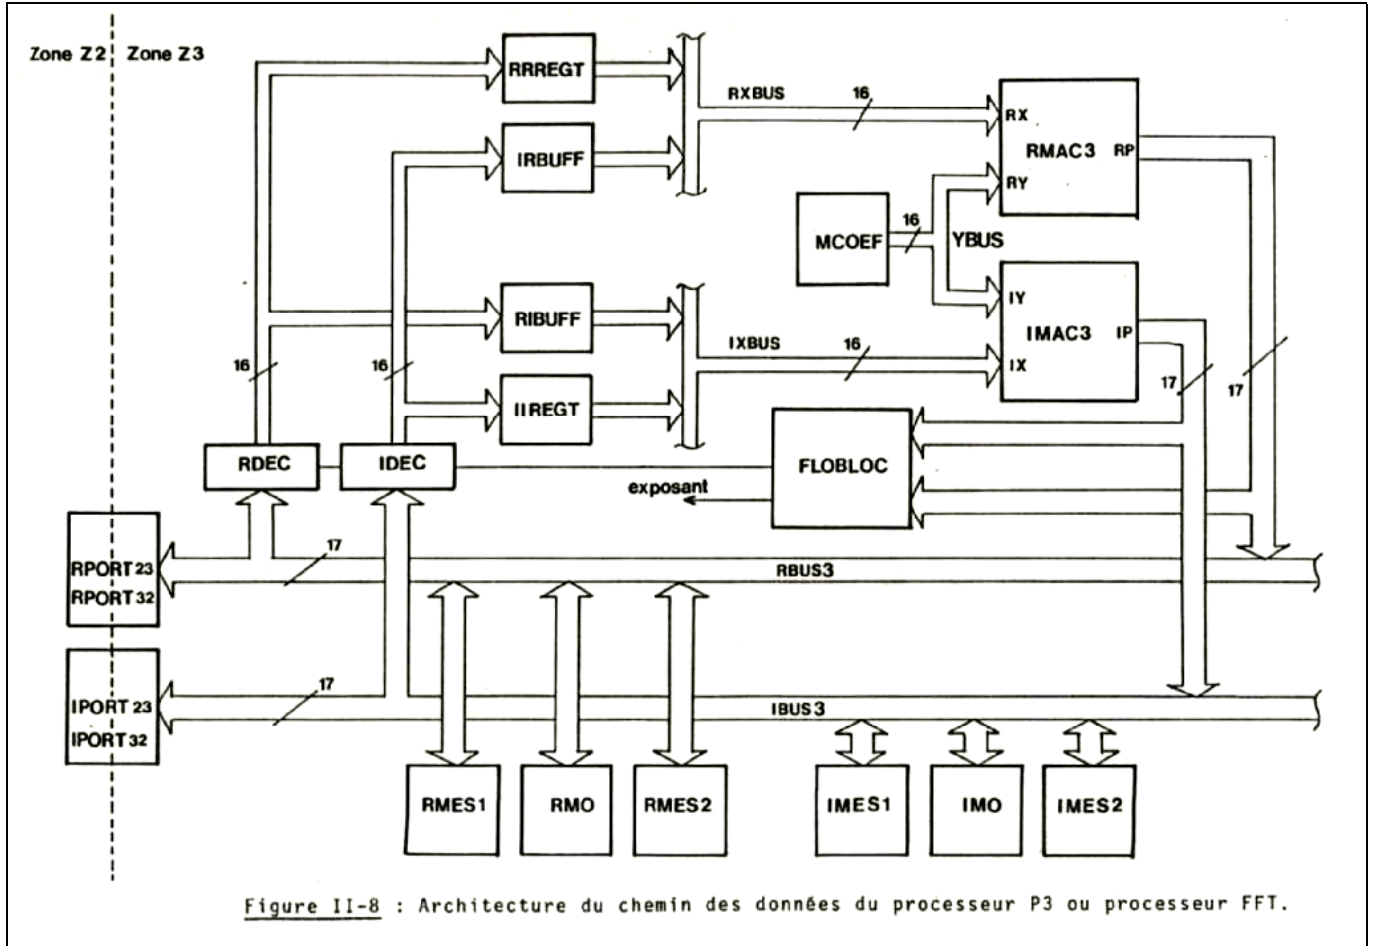 Zone Z2
Zone Z3
RRREGT
RXBUS
16
RX
RMAC3
RP
RY
IRBUFF
MCOEF
16
YBUS
RIBUFF
IXBUS
16
IY
IMAC3
IP
IX
16
16
IIREGT
17
17
RDEC
IDEC
FLOBLOC
exposant
RPORT23
RPORT32
17
RBUS3
IPORT23
IPORT32
17
IBUS3
RMES1
RMO
RMES2
IMES1
IMO
IMES2
Figure II-8 : Architecture du chemin des données du processeur P3 ou processeur FFT.